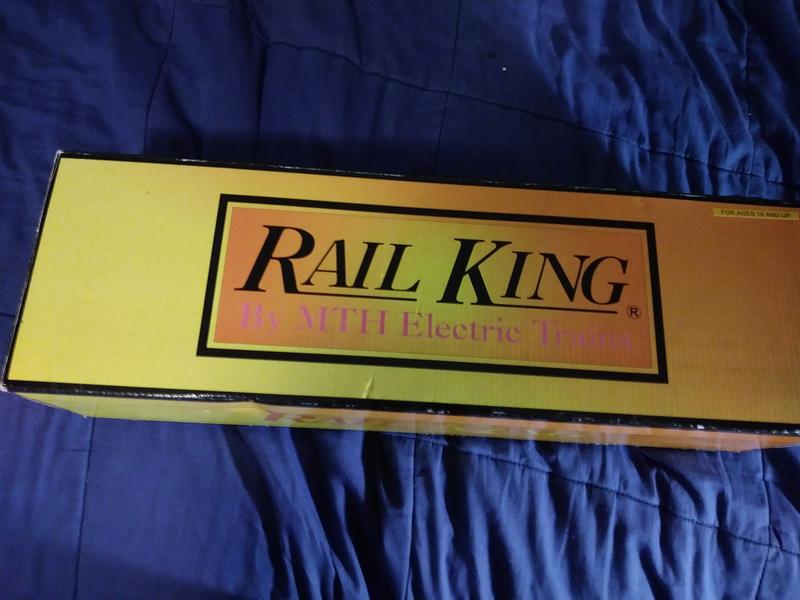 FOR AGES 14 AND UP
RAIL KING®
By MTH Electric Trains